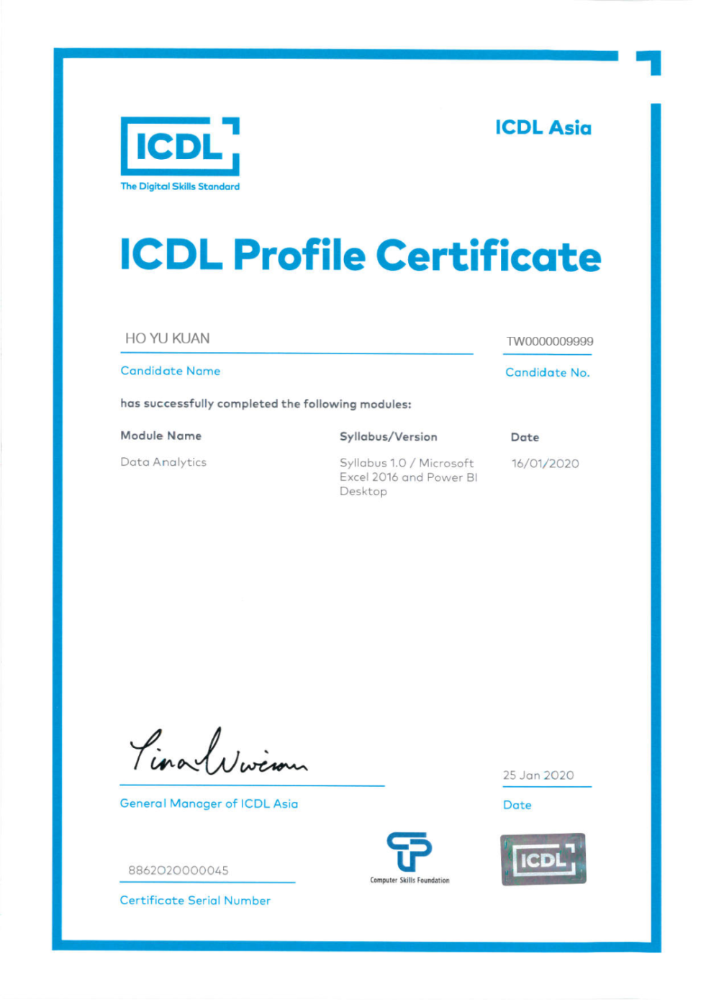 ICDL
The Digital Skills Standard
ICDL Asia
ICDL Profile Certificate
HO YU KUAN
TW0000009999
Candidate Name
Candidate No.
has successfully completed the following modules:
Module Name
Syllabus/Version
Date
Data Analytics
Syllabus 1.0 / Microsoft
Excel 2016 and Power BI
Desktop
16/01/2020
25 Jan 2020
General Manager of ICDL Asia
Date
Computer Skills Foundation
ICDL
8862020000045
Certificate Serial Number